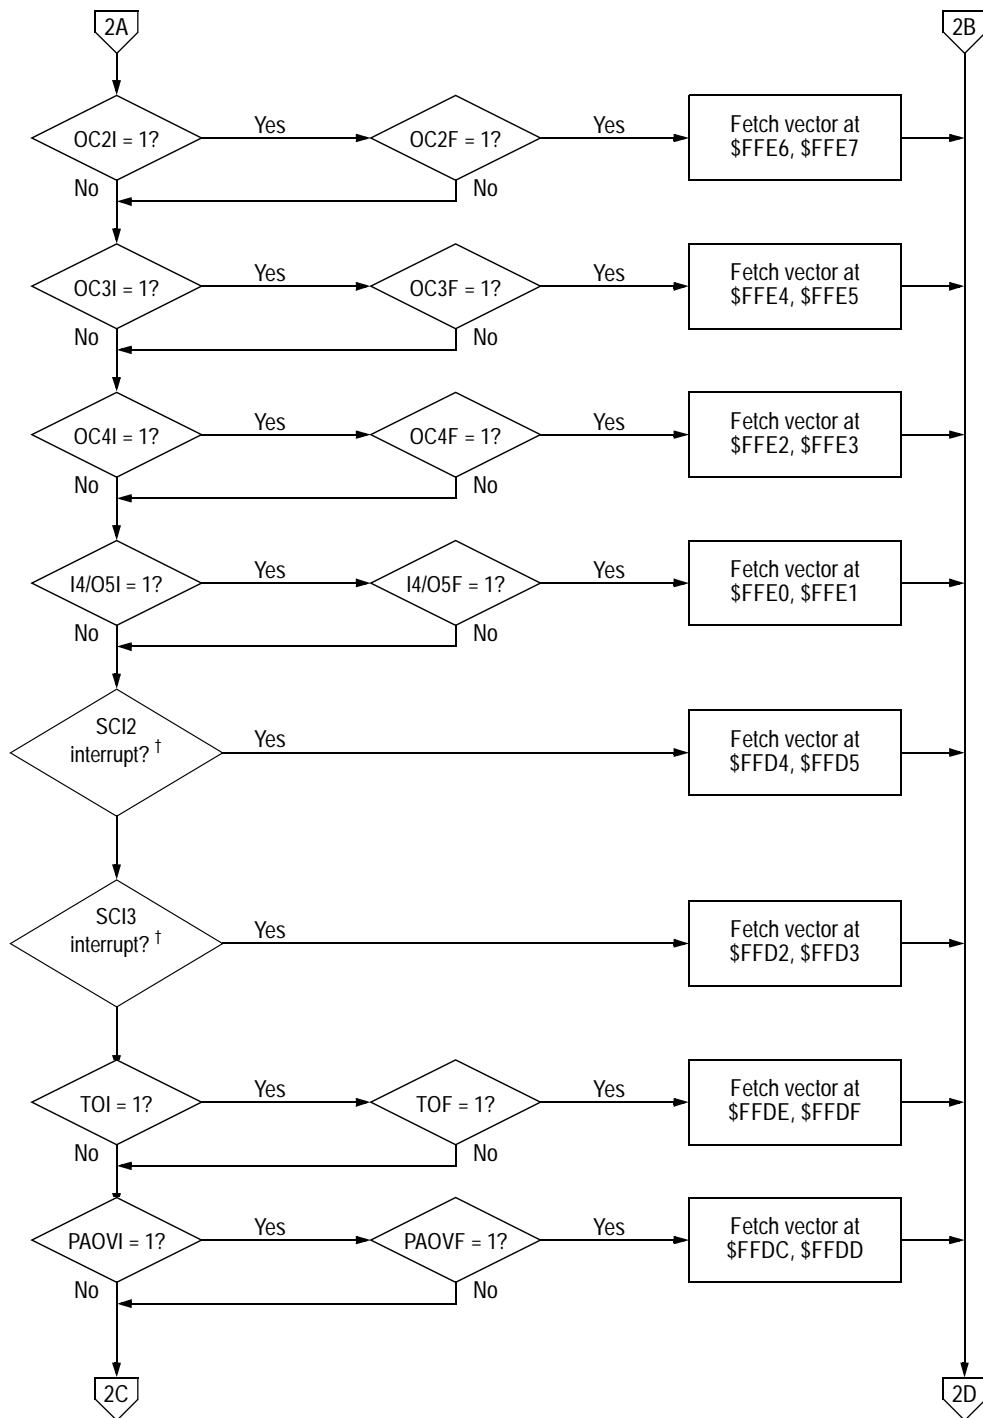 2A
2B
OC2I = 1?
Yes
OC2F = 1?
Yes
Fetch vector at
$FFE6, $FFE7
No
No
OC3I = 1?
Yes
OC3F = 1?
Yes
Fetch vector at
$FFE4, $FFE5
No
No
OC4I = 1?
Yes
OC4F = 1?
Yes
Fetch vector at
$FFE2, $FFE3
No
No
I4/O5I = 1?
Yes
I4/O5F = 1?
Yes
Fetch vector at
$FFE0, $FFE1
No
No
SCI2
interrupt? †
Yes
Fetch vector at
$FFD4, $FFD5
SCI3
interrupt? †
Yes
Fetch vector at
$FFD2, $FFD3
TOI = 1?
Yes
TOF = 1?
Yes
Fetch vector at
$FFDE, $FFDF
No
No
PAOVI = 1?
Yes
PAOVF = 1?
Yes
Fetch vector at
$FFDC, $FFDD
No
No
2C
2D